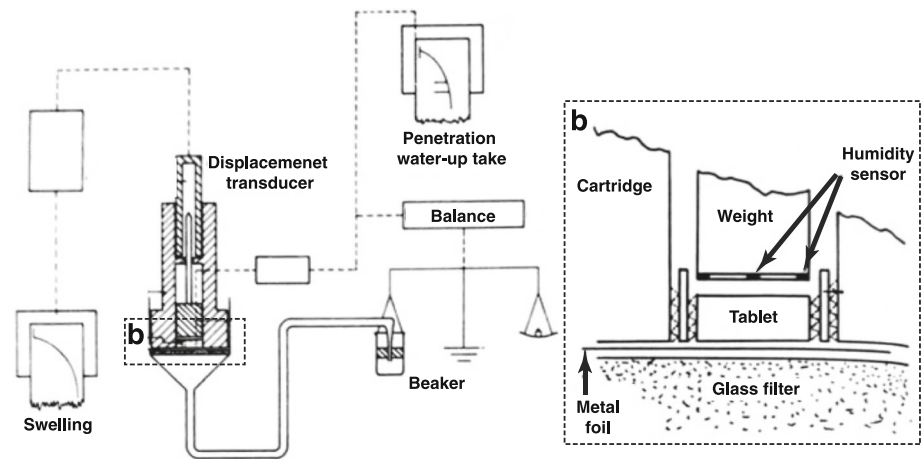 Penetration
water-up take
Displacemenet
transducer
Balance
b
Beaker
Swelling
b
Humidity
sensor
Cartridge
Weight
Tablet
Glass filter
Metal
foil